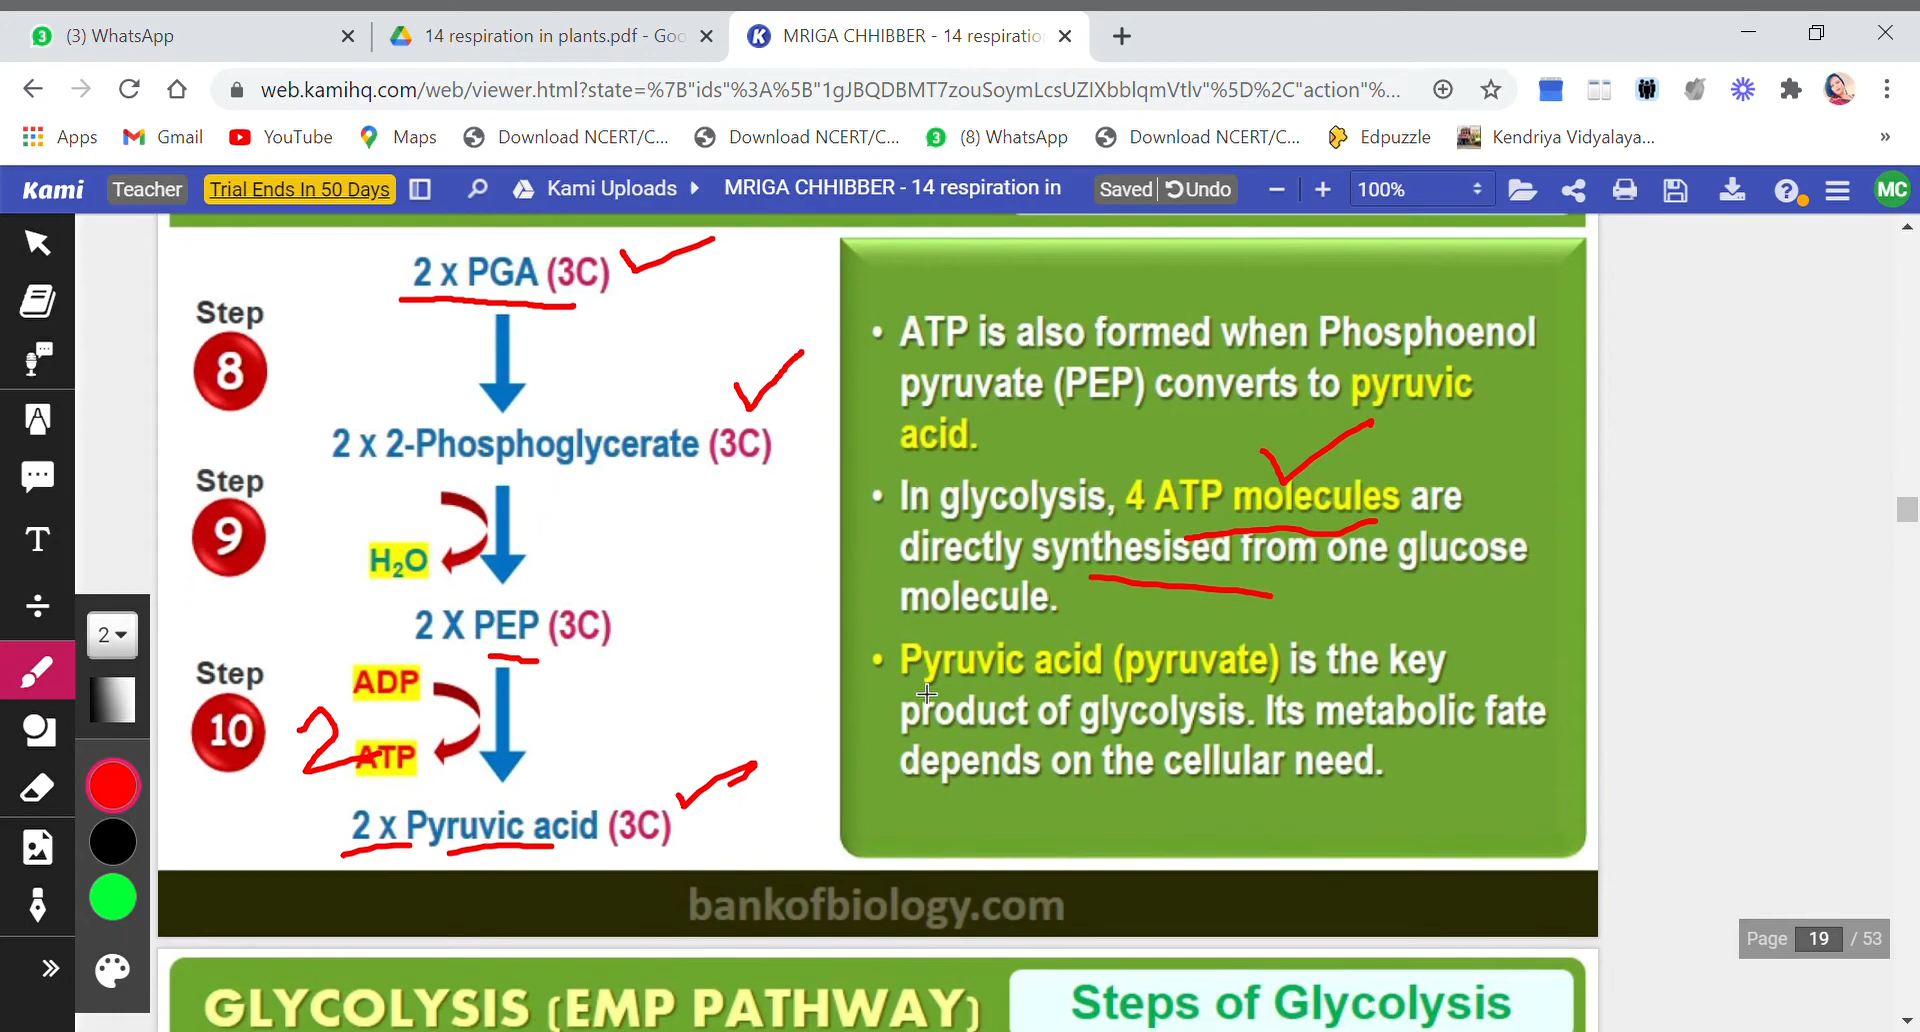 3 (3) WhatsApp
14 respiration in plants.pdf - Goo
K MRIGA CHHIBBER - 14 respiratio
web.kamihq.com/web/viewer.html?state=%7B"ids"%3A%5B"1gJBQDBMT7zouSoymLcsUZIXbblqmVtlv"%5D%2C"action"%...
Apps Gmail YouTube Maps Download NCERT/C... Download NCERT/C... 3 (8) WhatsApp Download NCERT/C... Edpuzzle Kendriya Vidyalaya... »
Kami Teacher Trial Ends In 50 Days Kami Uploads MRIGA CHHIBBER - 14 respiration in Saved Undo 100% MC
2 x PGA (3C)
Step
8
2 x 2-Phosphoglycerate (3C)
Step
9
H₂O
2 X PEP (3C)
Step
10
ADP
2 ATP
2 x Pyruvic acid (3C)
• ATP is also formed when Phosphoenol
pyruvate (PEP) converts to pyruvic
acid.
• In glycolysis, 4 ATP molecules are
directly synthesised from one glucose
molecule.
• Pyruvic acid (pyruvate) is the key
product of glycolysis. Its metabolic fate
depends on the cellular need.
2
bankofbiology.com
Page 19 / 53
GLYCOLYSIS (EMP PATHWAY)
Steps of Glycolysis